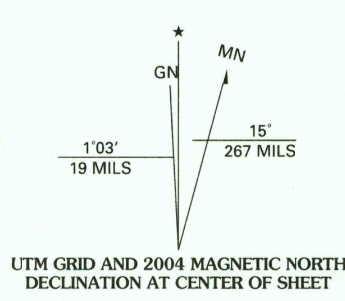 ★
GN
MN
1°03'
19 MILS
15°
267 MILS
UTM GRID AND 2004 MAGNETIC NORTH
DECLINATION AT CENTER OF SHEET